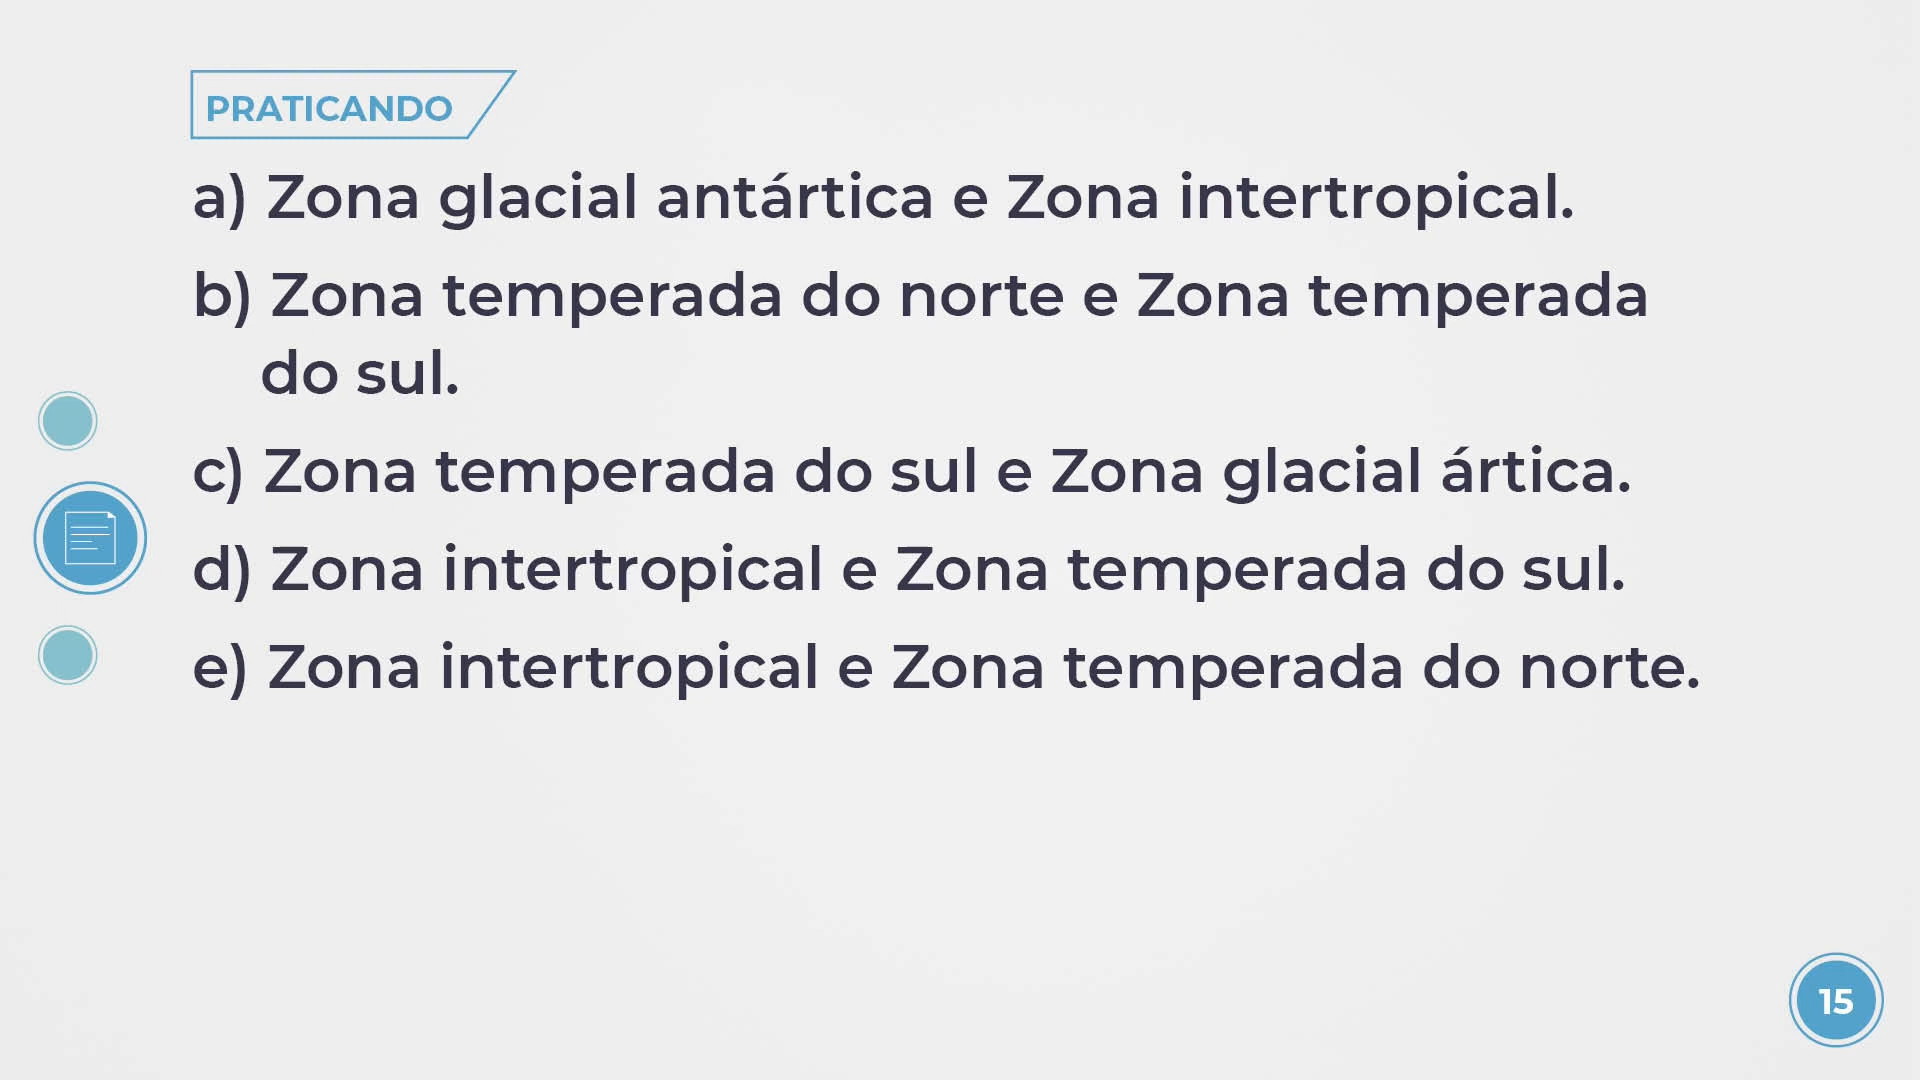 PRATICANDO
a) Zona glacial antártica e Zona intertropical.
b) Zona temperada do norte e Zona temperada
do sul.
c) Zona temperada do sul e Zona glacial ártica.
d) Zona intertropical e Zona temperada do sul.
e) Zona intertropical e Zona temperada do norte.
15